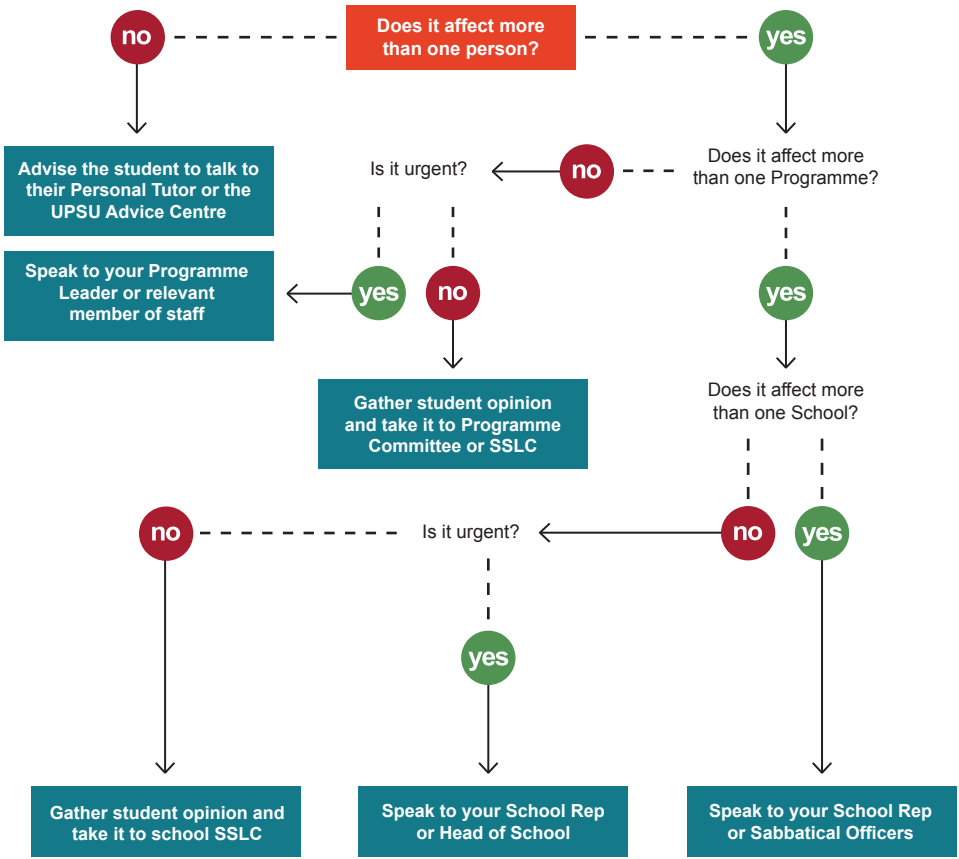 no
Does it affect more
than one person?
yes
Advise the student to talk to
their Personal Tutor or the
UPSU Advice Centre
Is it urgent?
no
Does it affect more
than one Programme?
Speak to your Programme
Leader or relevant
member of staff
yes
no
yes
Gather student opinion
and take it to Programme
Committee or SSLC
Does it affect more
than one School?
no
Is it urgent?
no
yes
yes
Gather student opinion and
take it to school SSLC
Speak to your School Rep
or Head of School
Speak to your School Rep
or Sabbatical Officers